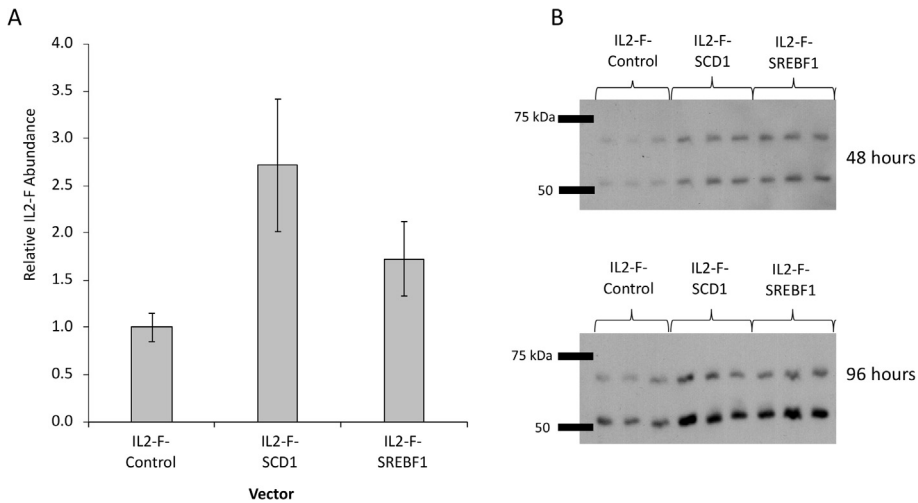 A
Relative IL2-F Abundance
4.0
3.5
3.0
2.5
2.0
1.5
1.0
0.5
0.0
IL2-F-
Control
IL2-F-
SCD1
IL2-F-
SREBF1
Vector
B
IL2-F-
Control
IL2-F-
SCD1
IL2-F-
SREBF1
75 kDa
50
48 hours
IL2-F-
Control
IL2-F-
SCD1
IL2-F-
SREBF1
75 kDa
50
96 hours